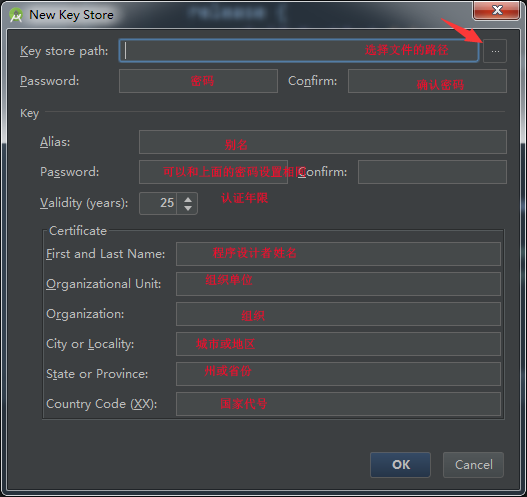 release {
New Key Store
Key store path: 选择文件的路径 ...
Password: 密码 Confirm: 确认密码
Key
Alias: 别名
Password: 可以和上面的密码设置相同 Confirm:
Validity (years): 25 认证年限
Certificate
First and Last Name: 程序设计者姓名
Organizational Unit: 组织单位
Organization: 组织
City or Locality: 城市或地区
State or Province: 州或省份
Country Code (XX): 国家代号
OK Cancel